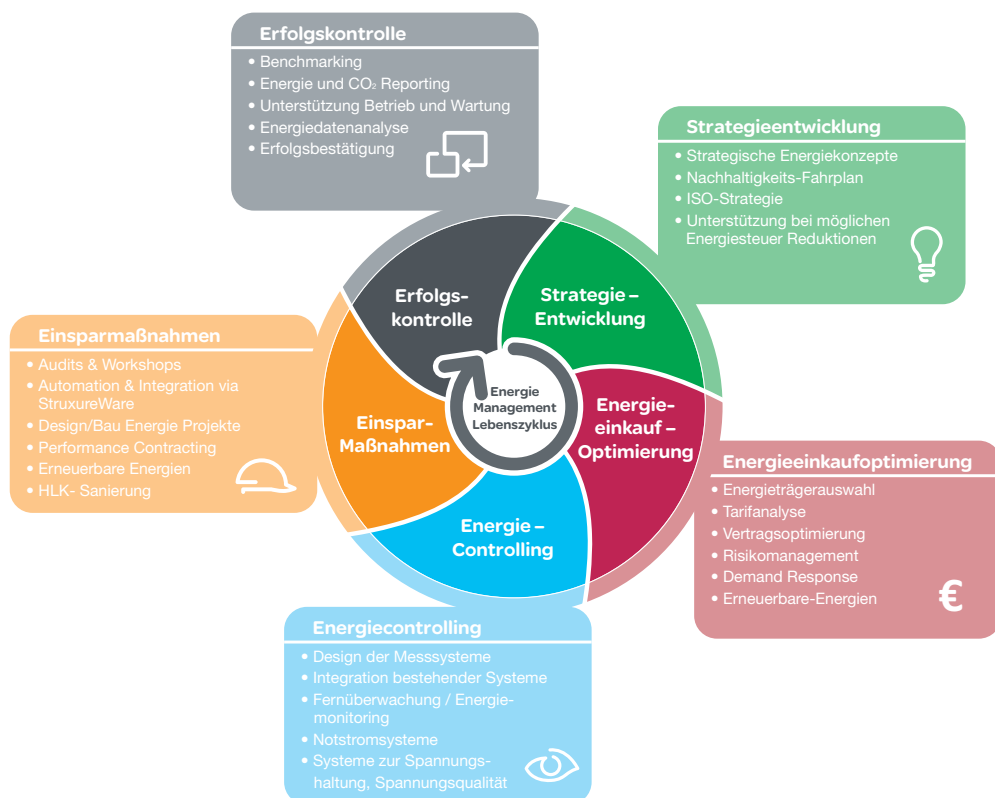 Erfolgskontrolle
• Benchmarking
• Energie und CO₂ Reporting
• Unterstützung Betrieb und Wartung
• Energiedatenanalyse
• Erfolgsbestätigung
Strategieentwicklung
• Strategische Energiekonzepte
• Nachhaltigkeits-Fahrplan
• ISO-Strategie
• Unterstützung bei möglichen
Energiesteuer Reduktionen
Erfolgs-
kontrolle
Strategie –
Entwicklung
Einsparmaßnahmen
• Audits & Workshops
• Automation & Integration via
StruxureWare
• Design/Bau Energie Projekte
• Performance Contracting
• Erneuerbare Energien
• HLK- Sanierung
Einspar-
Maßnahmen
Energie
Management
Lebenszyklus
Energie-
einkauf –
Optimierung
Energieeinkaufoptimierung
• Energieträgerauswahl
• Tarifanalyse
• Vertragsoptimierung
• Risikomanagement
• Demand Response
• Erneuerbare-Energien
€
Energie –
Controlling
Energiecontrolling
• Design der Messsysteme
• Integration bestehender Systeme
• Fernüberwachung / Energie-
monitoring
• Notstromsysteme
• Systeme zur Spannungs-
haltung, Spannungsqualität